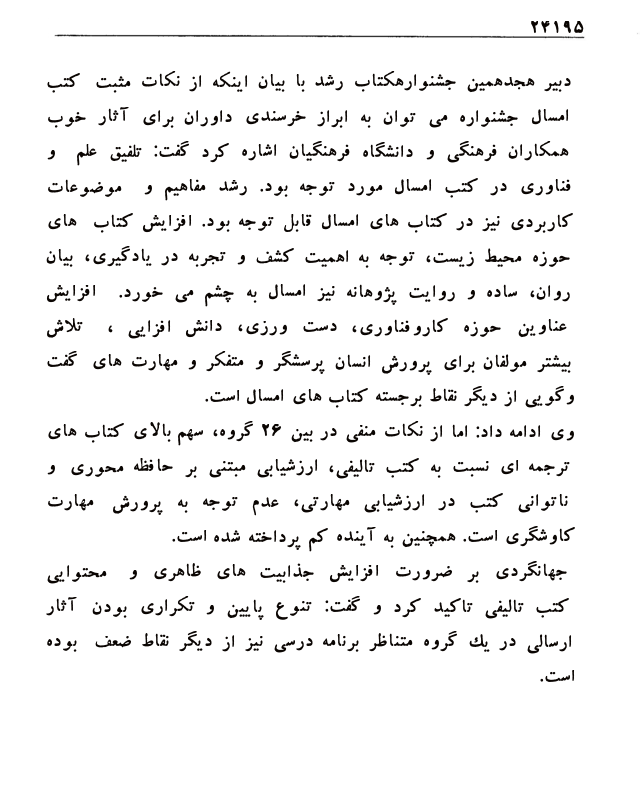 ۲۴۱۹۵
دبیر هجدهمین جشنوارهکتاب رشد با بیان اینکه از نکات مثبت کتب
امسال جشنواره می توان به ابراز خرسندی داوران برای آثار خوب
همکاران فرهنگی و دانشگاه فرهنگیان اشاره کرد گفت: تلفیق علم و
فناوری در کتب امسال مورد توجه بود. رشد مفاهیم و موضوعات
کاربردی نیز در کتاب های امسال قابل توجه بود. افزایش کتاب های
حوزه محیط زیست، توجه به اهمیت کشف و تجربه در یادگیری، بیان
روان، ساده و روایت پژوهانه نیز امسال به چشم می خورد. افزایش
عناوین حوزه کاروفناوری، دست ورزی، دانش افزایی ، تلاش
بیشتر مولفان برای پرورش انسان پرسشگر و متفکر و مهارت های گفت
وگویی از دیگر نقاط برجسته کتاب های امسال است.
وی ادامه داد: اما از نکات منفی در بین ۲۶ گروه، سهم بالای کتاب های
ترجمه ای نسبت به کتب تالیفی، ارزشیابی مبتنی بر حافظه محوری و
ناتوانی کتب در ارزشیابی مهارتی، عدم توجه به پرورش مهارت
کاوشگری است. همچنین به آینده کم پرداخته شده است.
جهانگردی بر ضرورت افزایش جذابیت های ظاهری و محتوایی
کتب تالیفی تاکید کرد و گفت: تنوع پایین و تکراری بودن آثار
ارسالی در یك گروه متناظر برنامه درسی نیز از دیگر نقاط ضعف بوده
است.